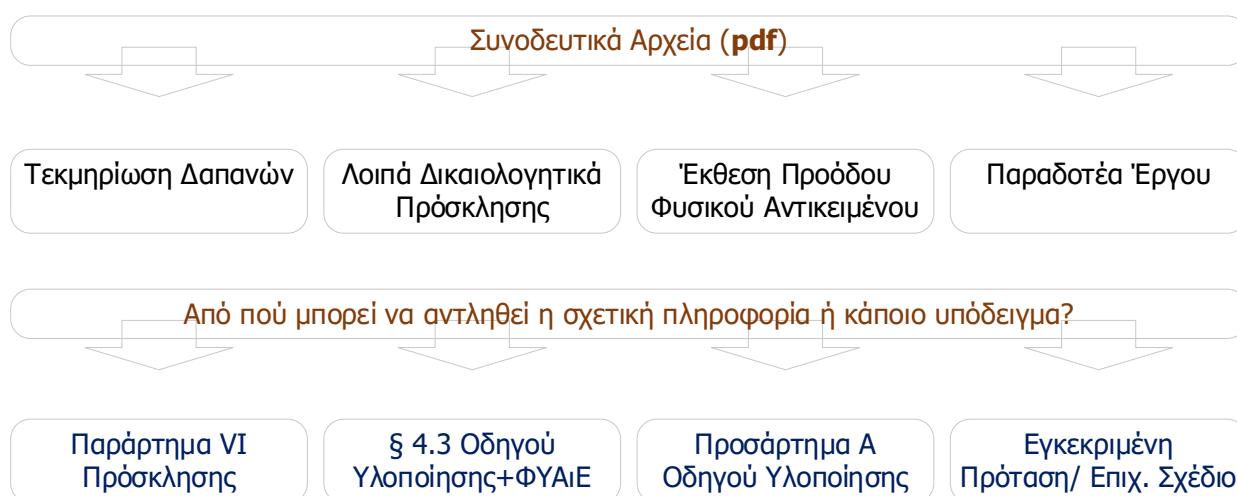 Συνοδευτικά Αρχεία (pdf)
Τεκμηρίωση Δαπανών
Λοιπά Δικαιολογητικά
Πρόσκλησης
Έκθεση Προόδου
Φυσικού Αντικειμένου
Παραδοτέα Έργου
Από πού μπορεί να αντληθεί η σχετική πληροφορία ή κάποιο υπόδειγμα?
Παράρτημα VI
Πρόσκλησης
§ 4.3 Οδηγού
Υλοποίησης+ΦΥΑιΕ
Προσάρτημα Α
Οδηγού Υλοποίησης
Εγκεκριμένη
Πρόταση/ Επιχ. Σχέδιο